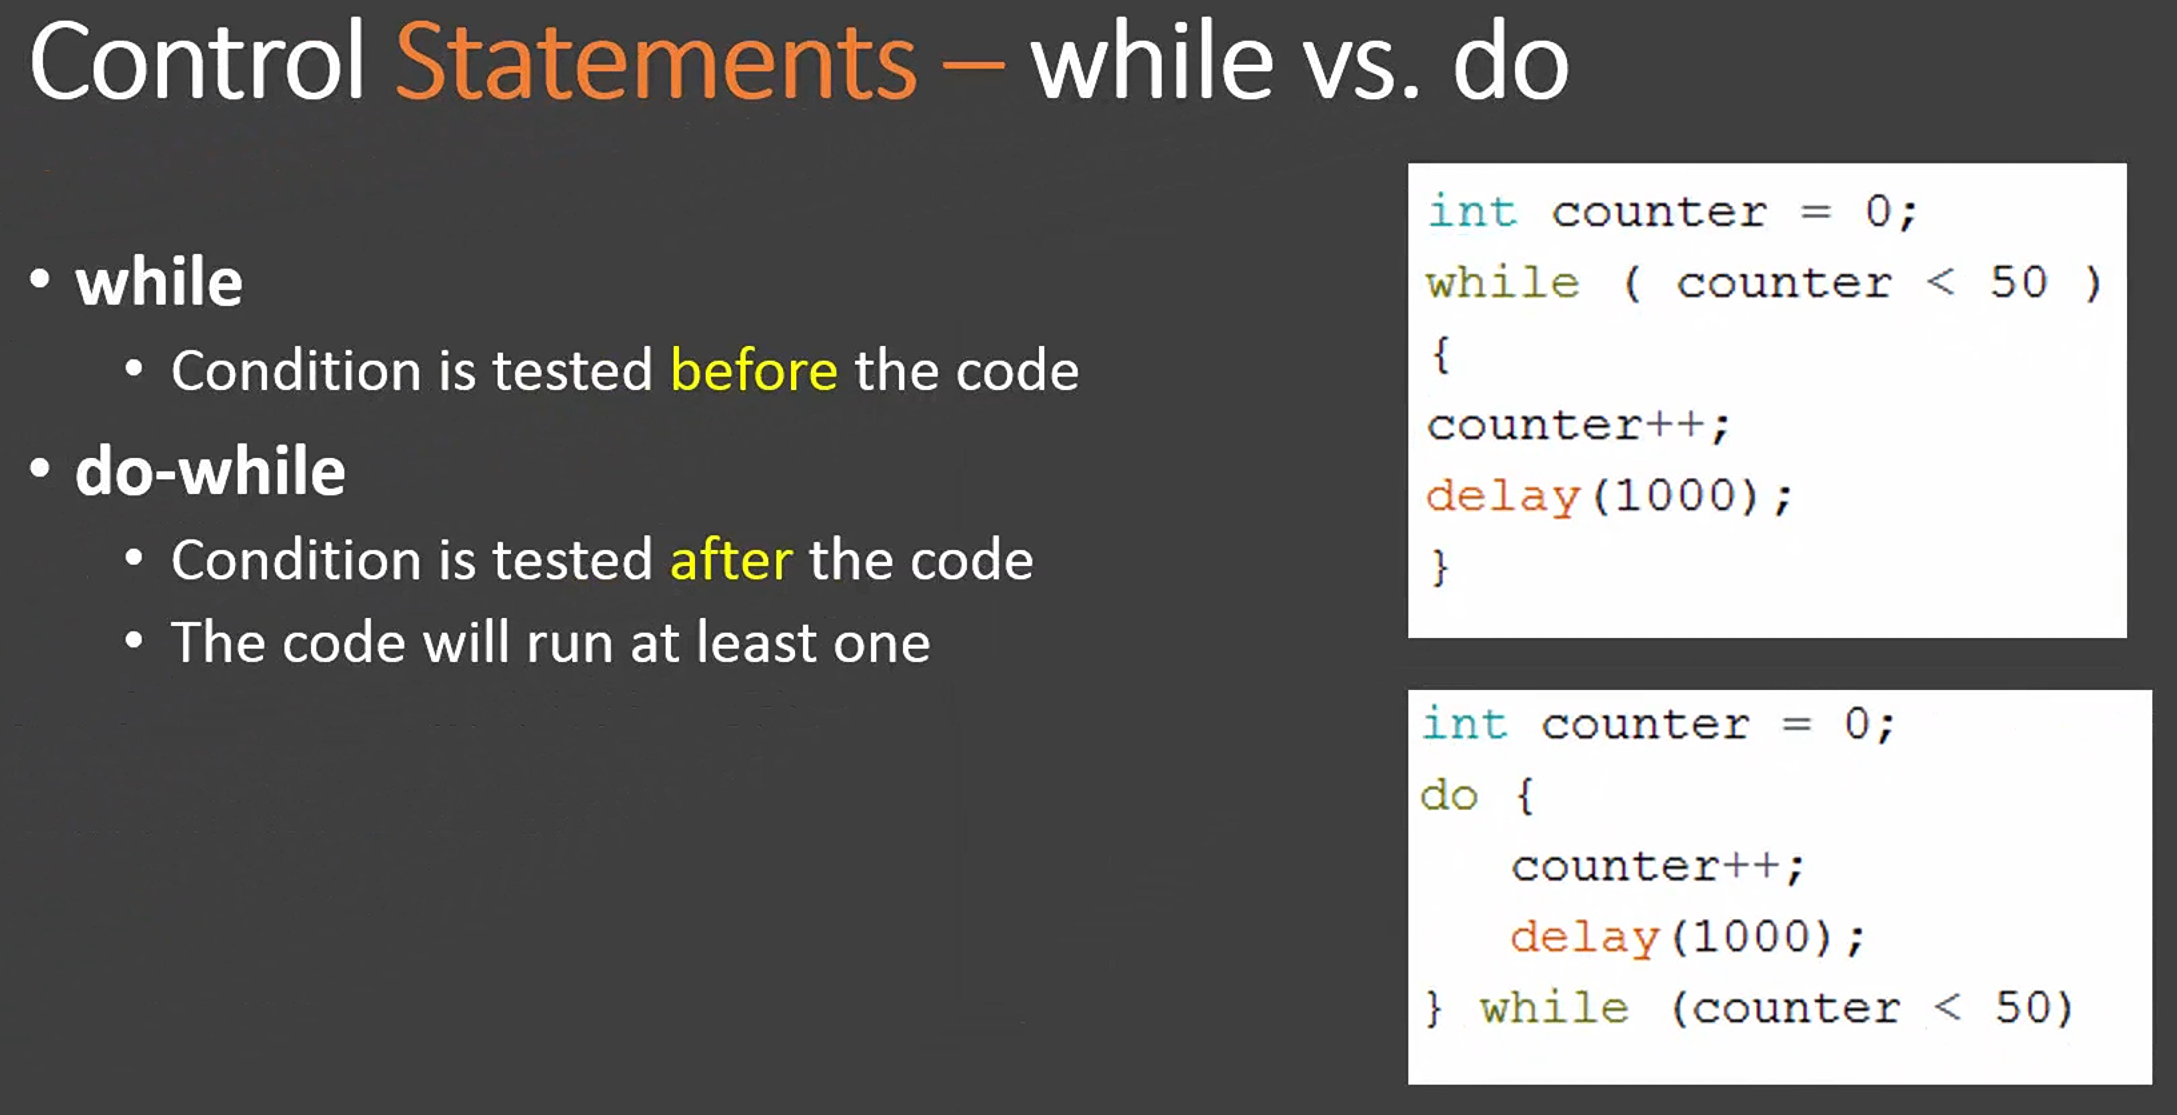 Control Statements – while vs. do
• while
• Condition is tested before the code
• do-while
• Condition is tested after the code
• The code will run at least one
int counter = 0;
while ( counter < 50 )
{
counter++;
delay(1000);
}
int counter = 0;
do {
counter++;
delay(1000);
} while (counter < 50)